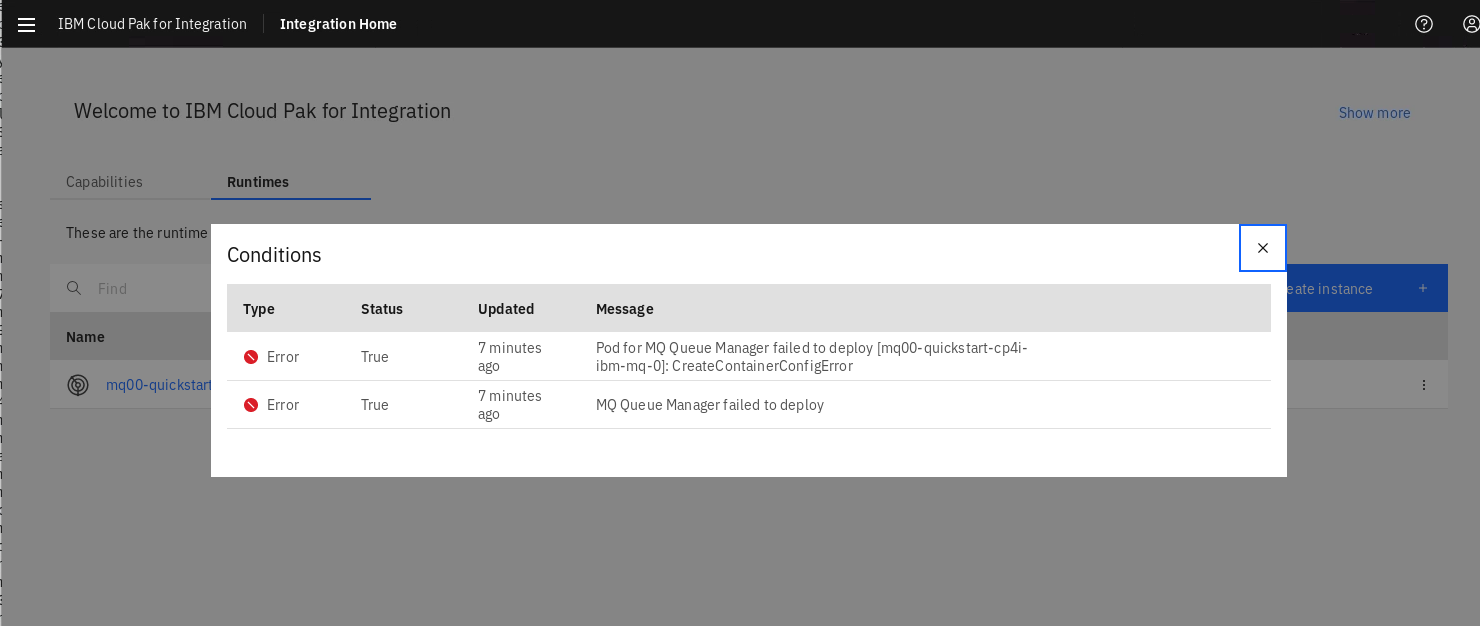 IBM Cloud Pak for Integration Integration Home
Welcome to IBM Cloud Pak for Integration
Show more
Capabilities Runtimes
These are the runtime
Find
instance
Name
mq00-quickstart
Conditions
Type Status Updated Message
Error True 7 minutes
ago Pod for MQ Queue Manager failed to deploy [mq00-quickstart-cp4i-
ibm-mq-0]: CreateContainerConfigError
Error True 7 minutes
ago MQ Queue Manager failed to deploy